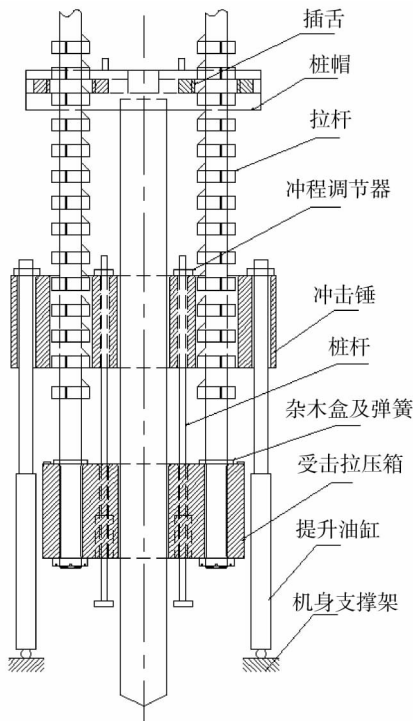 插舌
桩帽
拉杆
冲程调节器
冲击锤
桩杆
杂木盒及弹簧
受击拉压箱
提升油缸
机身支撑架